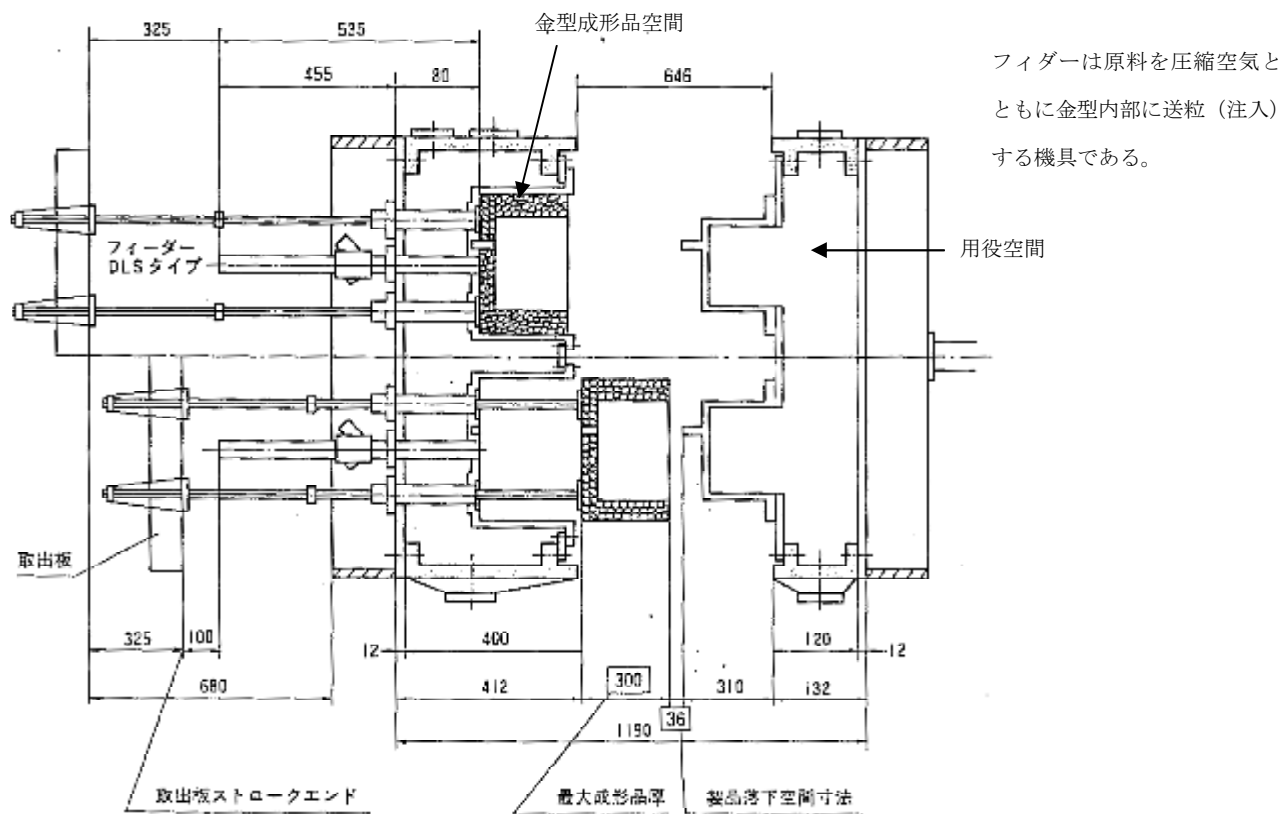 金型成形品空間
325
535
455
80
646
フィダーは原料を圧縮空気と
ともに金型内部に送粒（注入）
する機具である。
フィーダー
DLSタイプ
用役空間
取出板
325
100
12
400
120
12
680
412
300
310
132
36
1190
取出板ストロークエンド
最大成形品厚
製品落下空間寸法